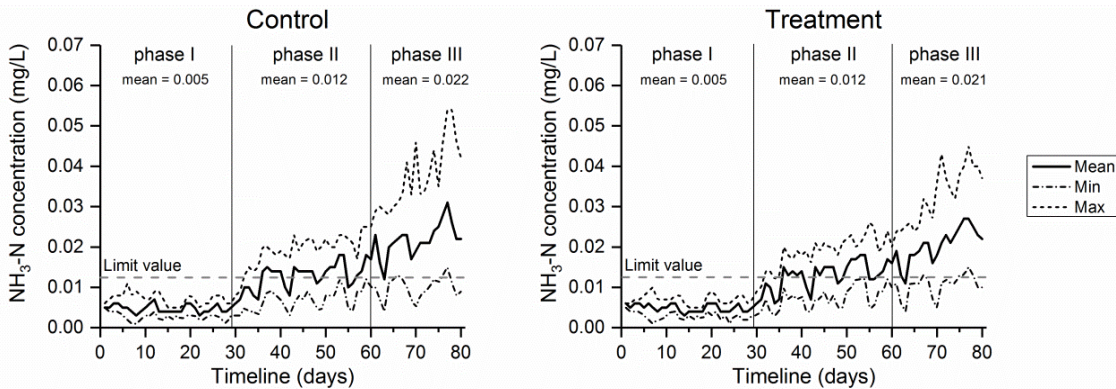 Control
NH3-N concentration (mg/L)
0.07
0.06
0.05
0.04
0.03
0.02
0.01
0.00
phase I
mean = 0.005
phase II
mean = 0.012
phase III
mean = 0.022
Limit value
0 10 20 30 40 50 60 70 80
Timeline (days)
Treatment
NH3-N concentration (mg/L)
0.07
0.06
0.05
0.04
0.03
0.02
0.01
0.00
phase I
mean = 0.005
phase II
mean = 0.012
phase III
mean = 0.021
Limit value
0 10 20 30 40 50 60 70 80
Timeline (days)
Mean
Min
Max